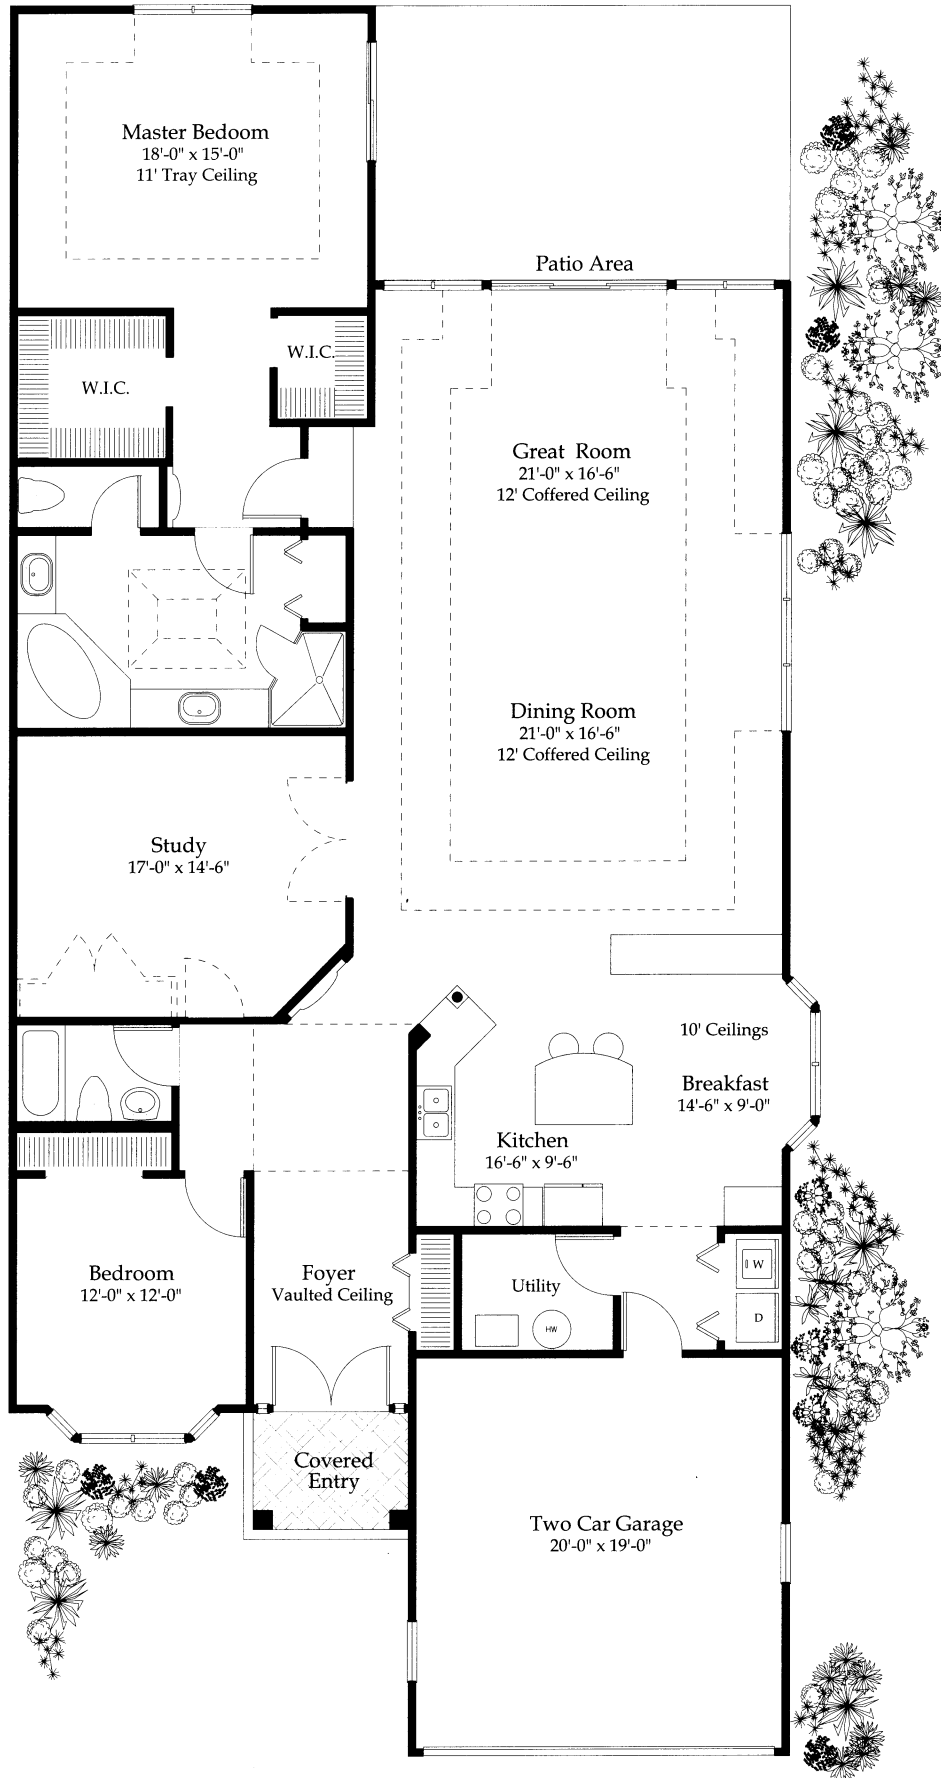 Master Bedoom
18'-0" x 15'-0"
11' Tray Ceiling
Patio Area
W.I.C.
W.I.C.
Great Room
21'-0" x 16'-6"
12' Coffered Ceiling
Dining Room
21'-0" x 16'-6"
12' Coffered Ceiling
Study
17'-0" x 14'-6"
10' Ceilings
Breakfast
14'-6" x 9'-0"
Kitchen
16'-6" x 9'-6"
Bedroom
12'-0" x 12'-0"
Foyer
Vaulted Ceiling
Utility
HW
W
D
Covered
Entry
Two Car Garage
20'-0" x 19'-0"